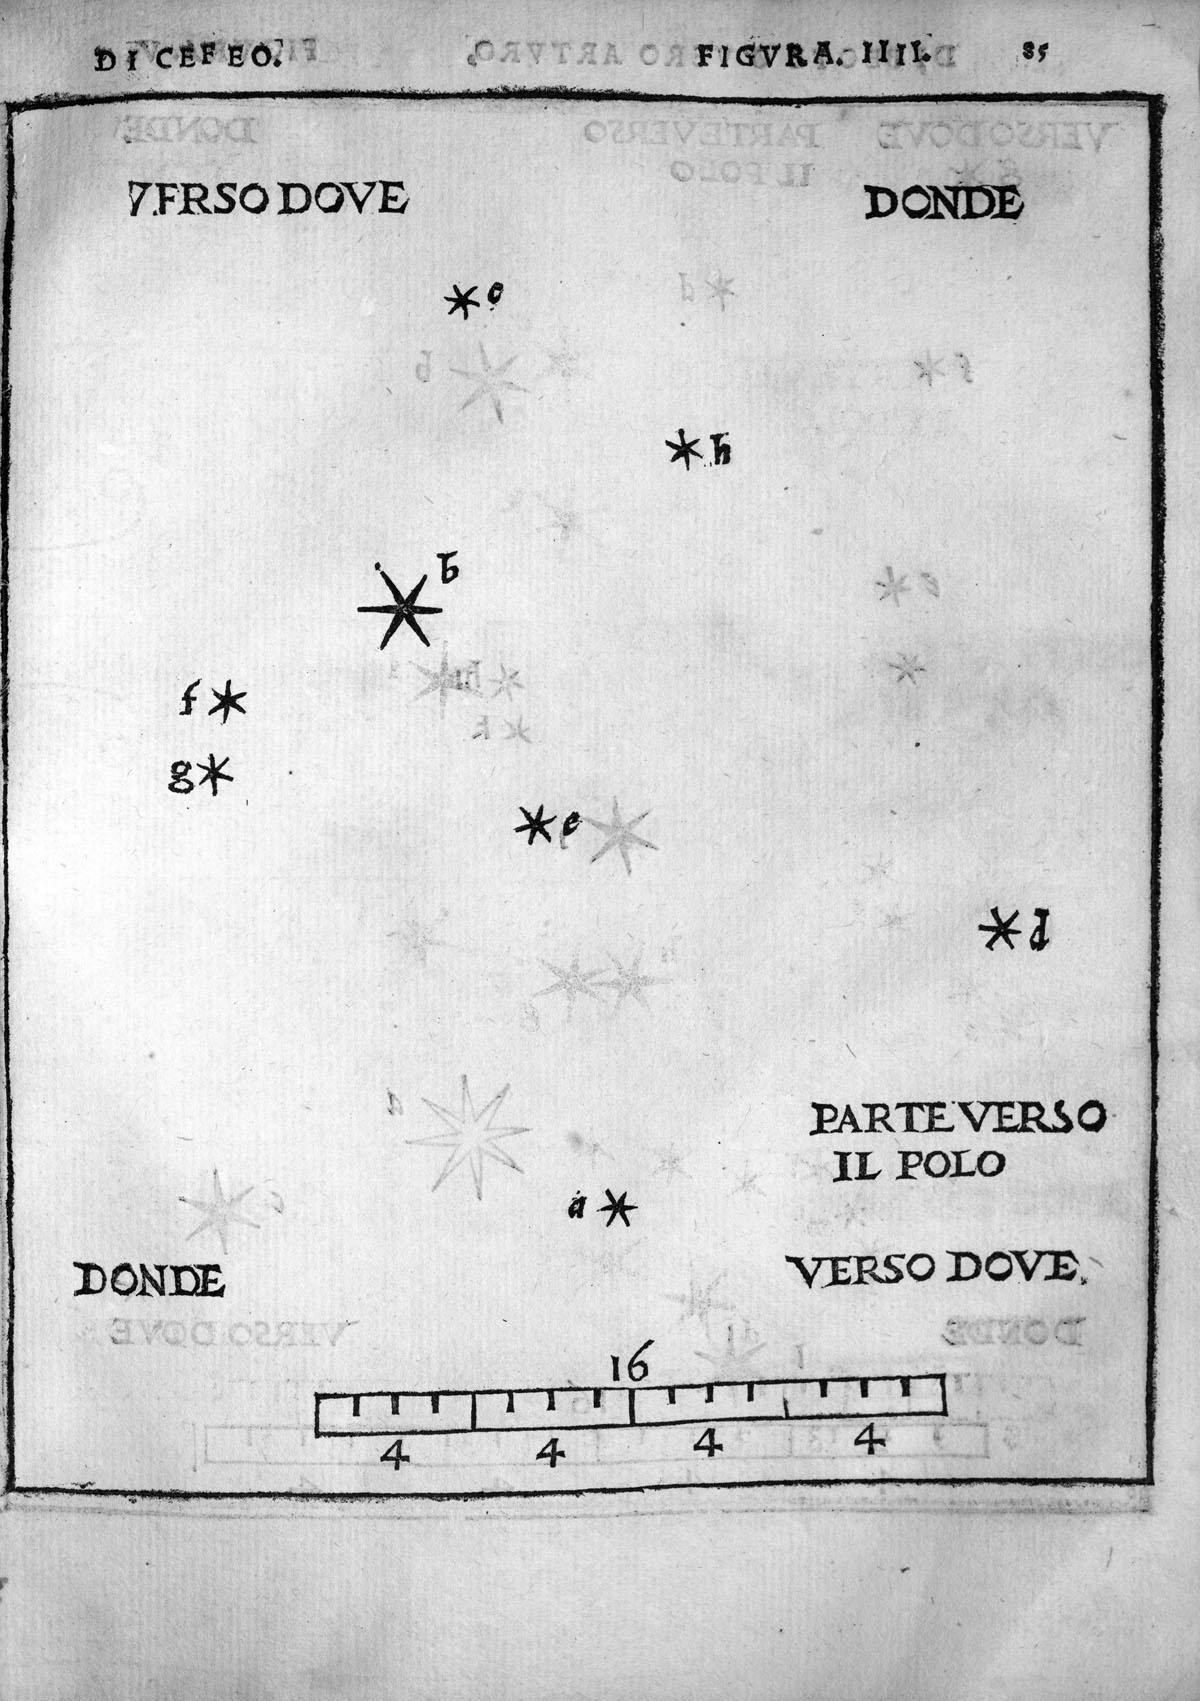 DI CEFEO. FIGVRA. IIII. 85
VERSO DOVE DONDE
c
h
b
f
g
e
d
PARTE VERSO
IL POLO
a
DONDE VERSO DOVE.
16
4 4 4 4